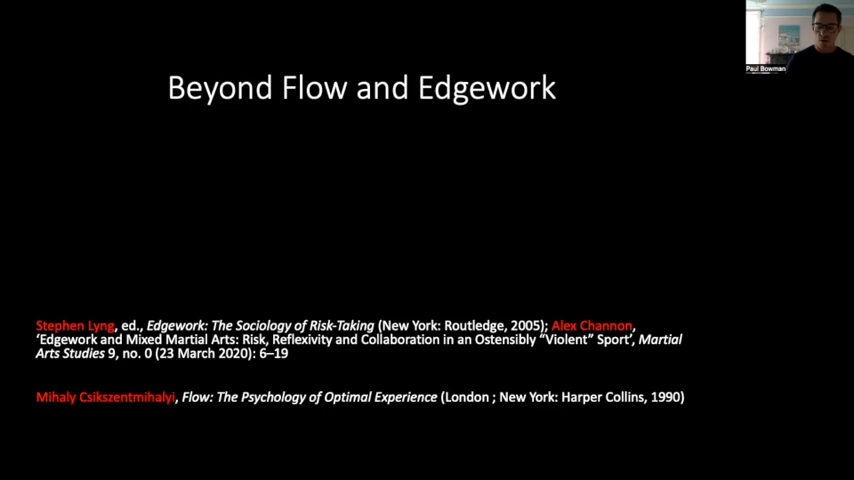 Paul Bowman
Beyond Flow and Edgework
Stephen Lyng, ed., Edgework: The Sociology of Risk-Taking (New York: Routledge, 2005); Alex Channon,
‘Edgework and Mixed Martial Arts: Risk, Reflexivity and Collaboration in an Ostensibly “Violent” Sport’, Martial
Arts Studies 9, no. 0 (23 March 2020): 6–19
Mihaly Csikszentmihalyi, Flow: The Psychology of Optimal Experience (London ; New York: Harper Collins, 1990)